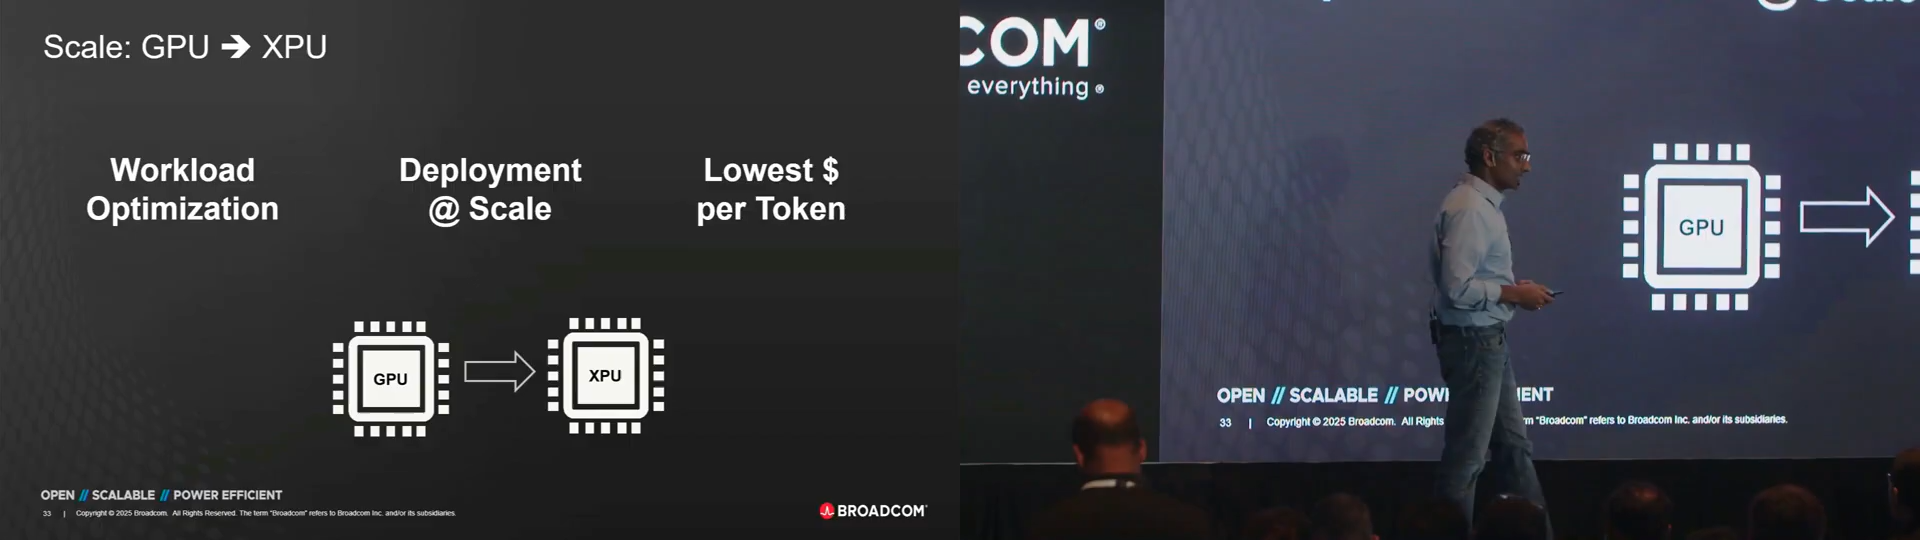 Scale: GPU ➔ XPU
Workload
Optimization
Deployment
@ Scale
Lowest $
per Token
GPU
XPU
OPEN // SCALABLE // POWER EFFICIENT
33 | Copyright © 2025 Broadcom. All Rights Reserved. The term "Broadcom" refers to Broadcom Inc. and/or its subsidiaries.
BROADCOM®
COM®
everything®
GPU
OPEN // SCALABLE // POW IENT
33 | Copyright © 2025 Broadcom. All Rights m "Broadcom" refers to Broadcom Inc. and/or its subsidiaries.